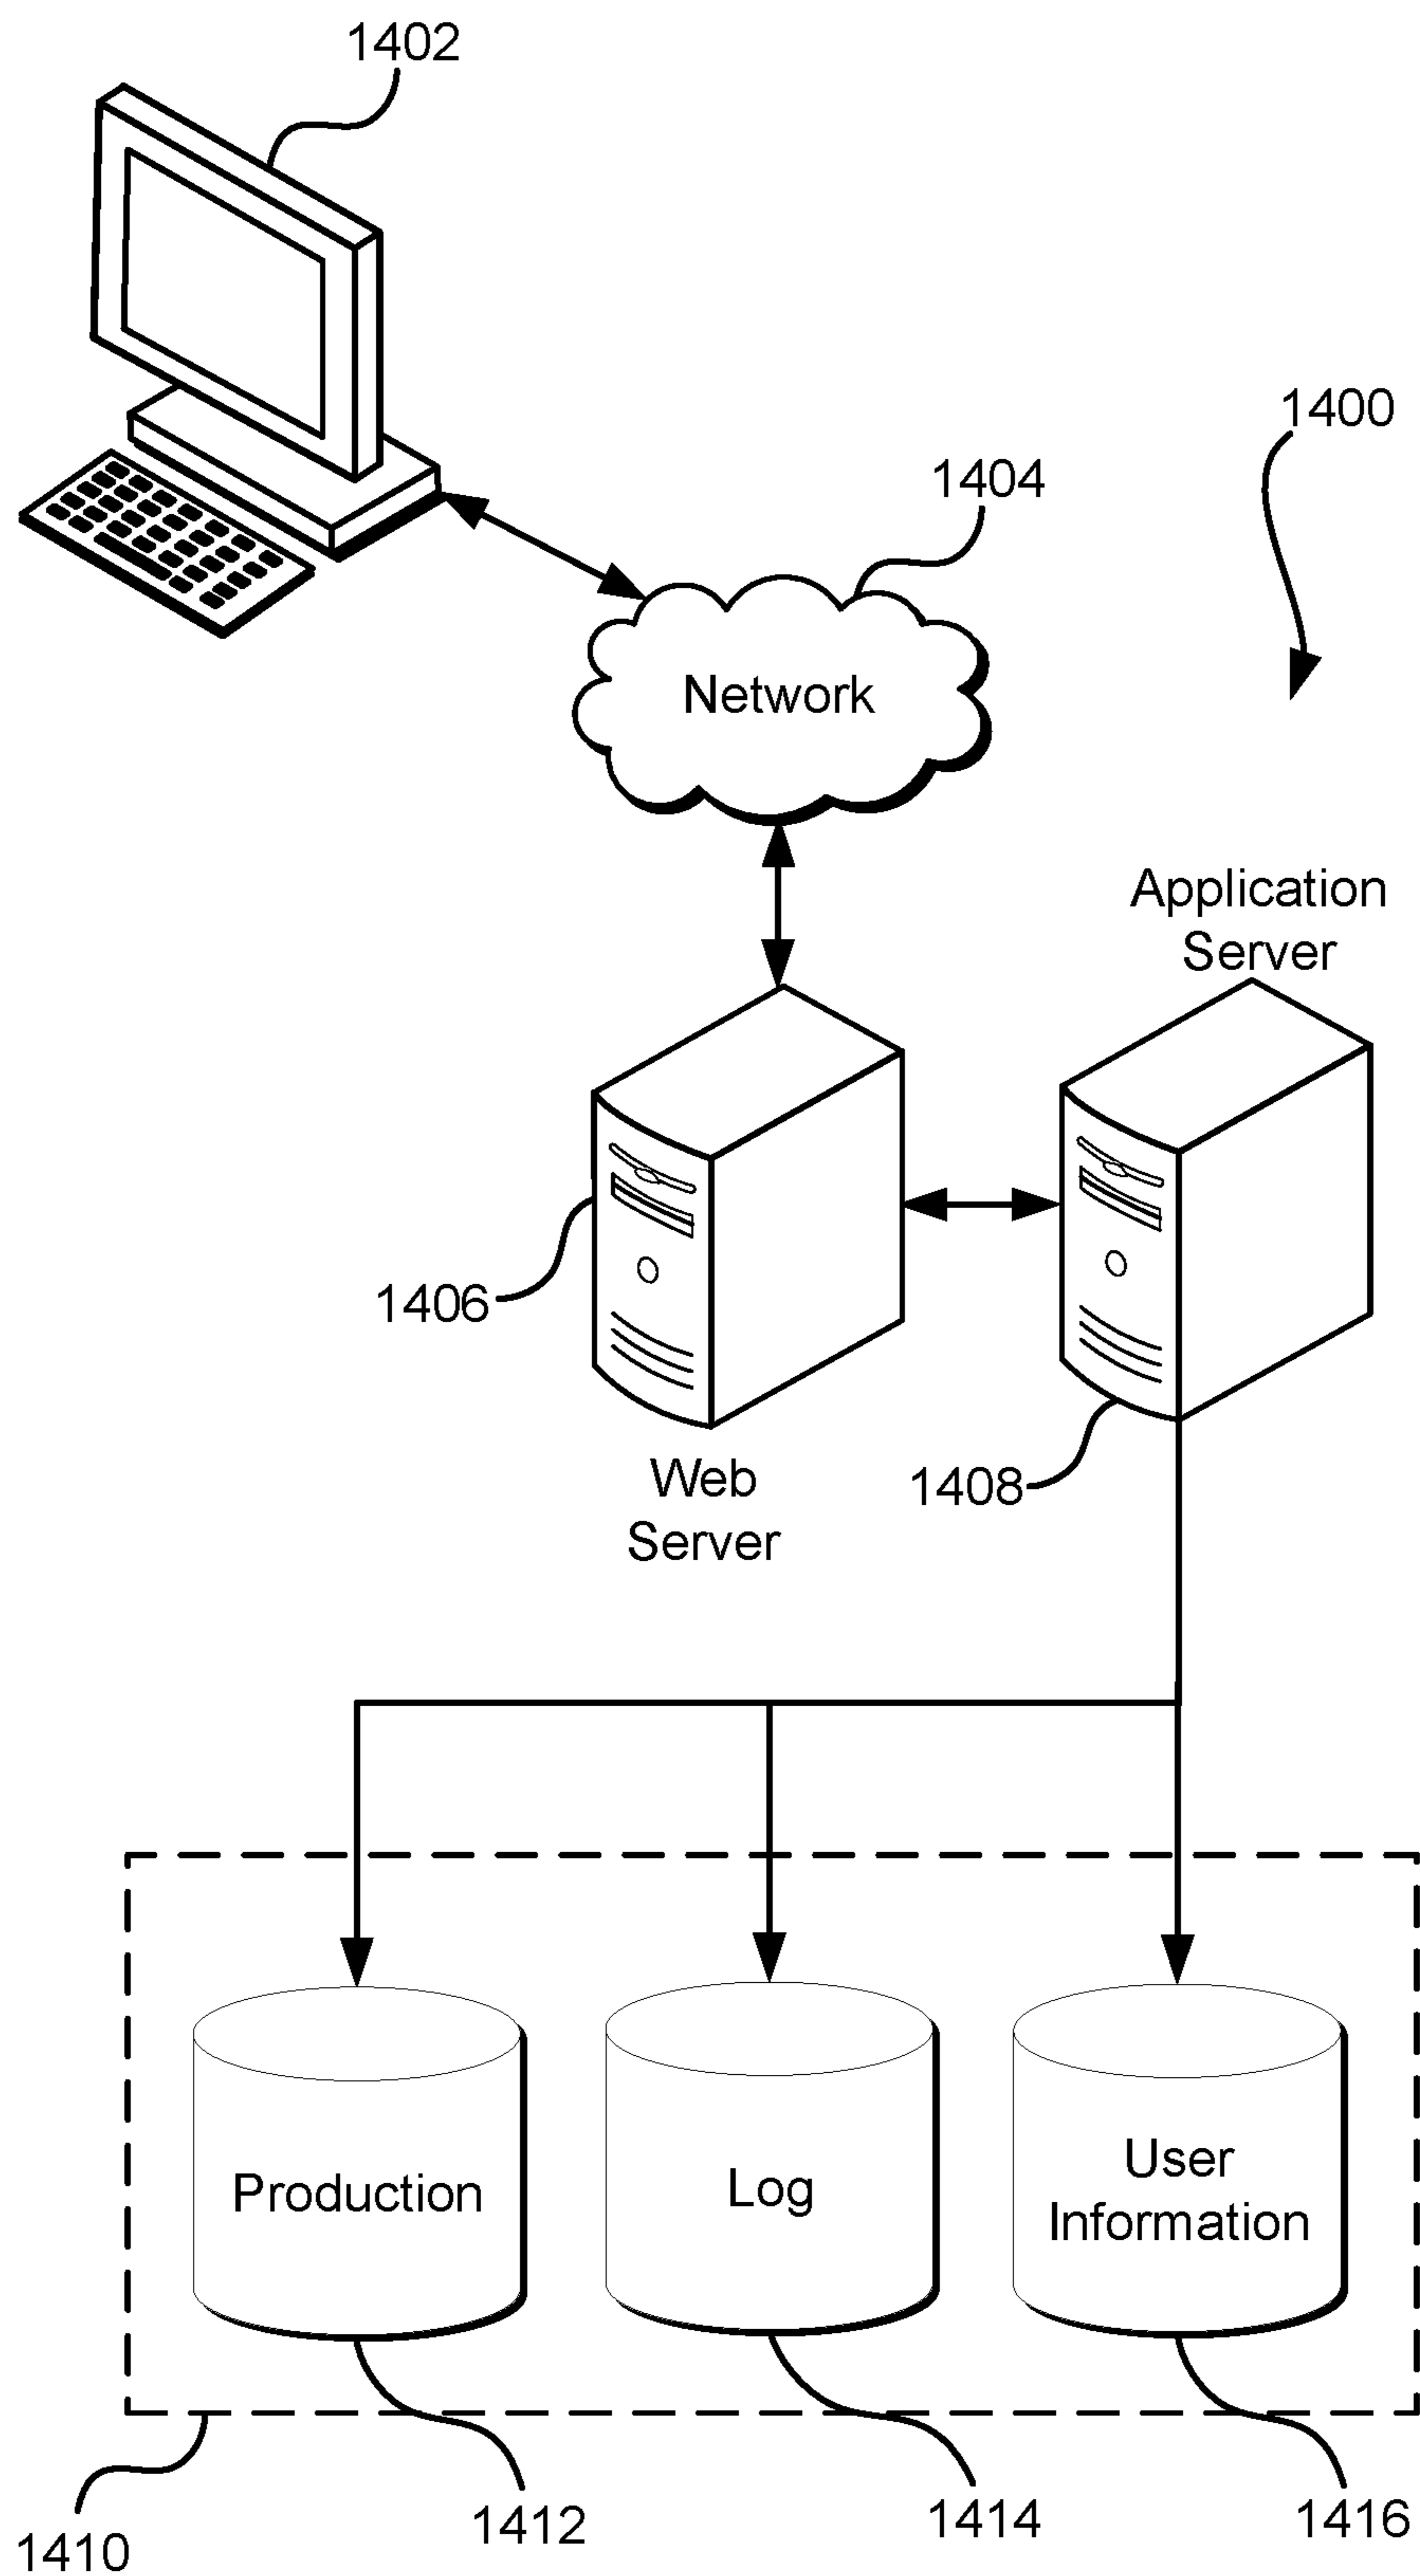 1402
1400
1404
Network
Application
Server
1406
1408
Web
Server
Production
Log
User
Information
1410
1412
1414
1416